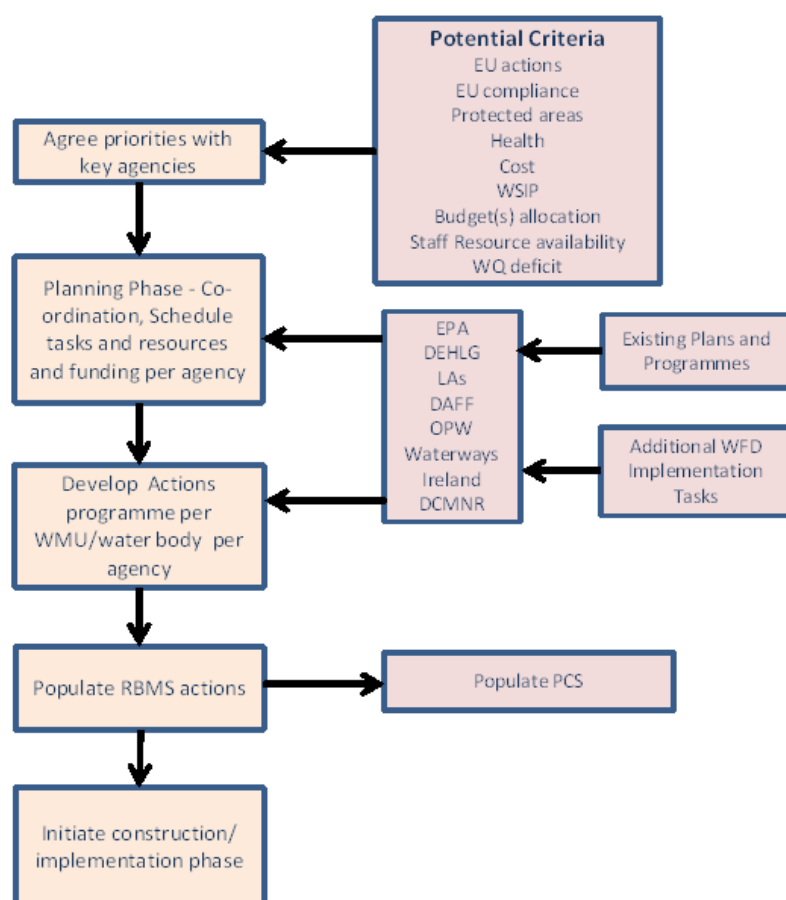 Potential Criteria
EU actions
EU compliance
Protected areas
Health
Cost
WSIP
Budget(s) allocation
Staff Resource availability
WQ deficit
Agree priorities with
key agencies
Planning Phase - Co-
ordination, Schedule
tasks and resources
and funding per agency
EPA
DEHLG
LAs
DAFF
OPW
Waterways
Ireland
DCMNR
Existing Plans and
Programmes
Additional WFD
Implementation
Tasks
Develop Actions
programme per
WMU/water body per
agency
Populate RBMS actions
Populate PCS
Initiate construction/
implementation phase